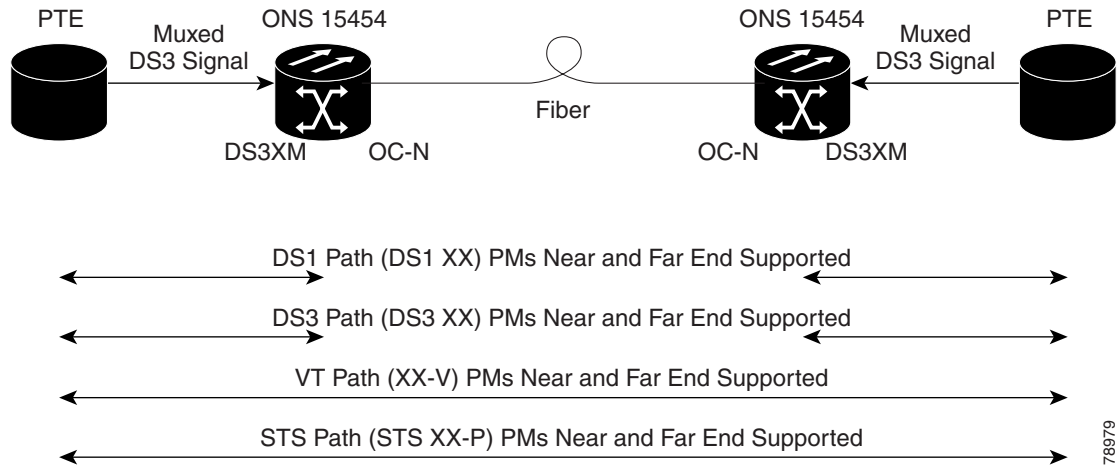 PTE
ONS 15454
ONS 15454
PTE
Muxed
DS3 Signal
Muxed
DS3 Signal
Fiber
DS3XM
OC-N
OC-N
DS3XM
DS1 Path (DS1 XX) PMs Near and Far End Supported
DS3 Path (DS3 XX) PMs Near and Far End Supported
VT Path (XX-V) PMs Near and Far End Supported
STS Path (STS XX-P) PMs Near and Far End Supported
78979